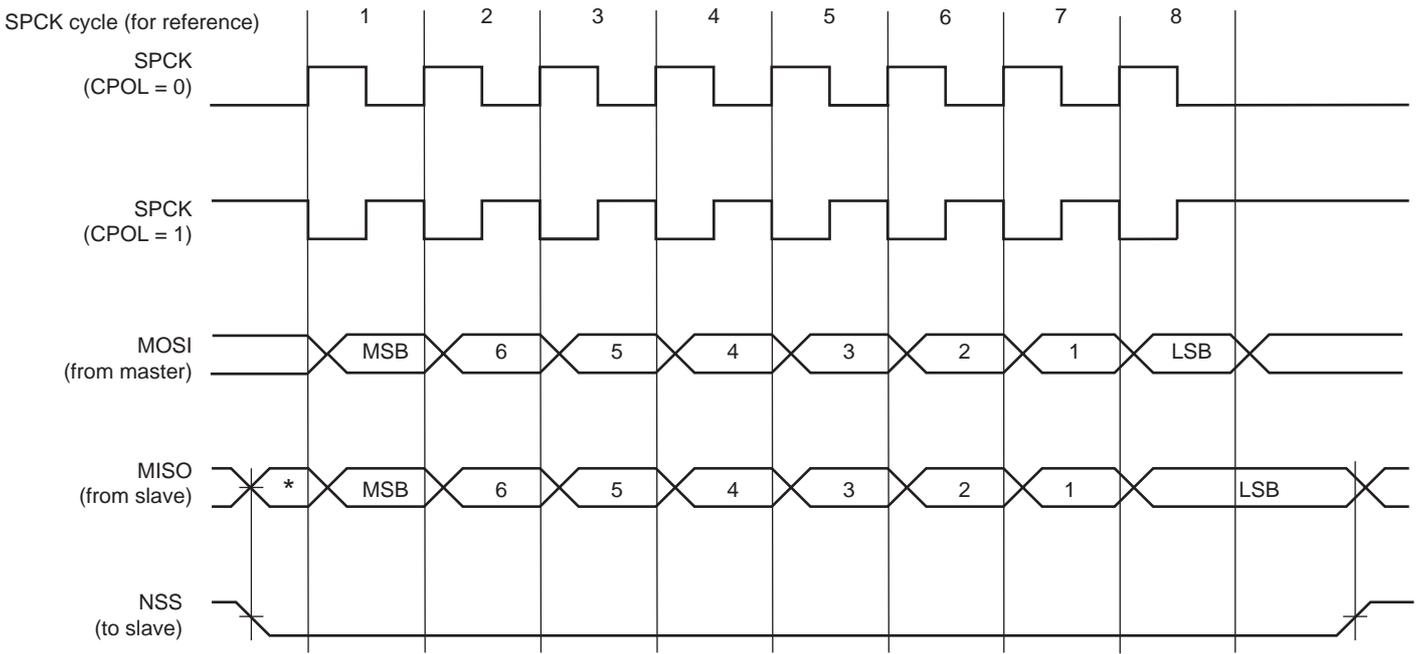 SPCK cycle (for reference) 1 2 3 4 5 6 7 8
SPCK
(CPOL = 0)
SPCK
(CPOL = 1)
MOSI
(from master)
MSB 6 5 4 3 2 1 LSB
MISO
(from slave)
* MSB 6 5 4 3 2 1 LSB
NSS
(to slave)